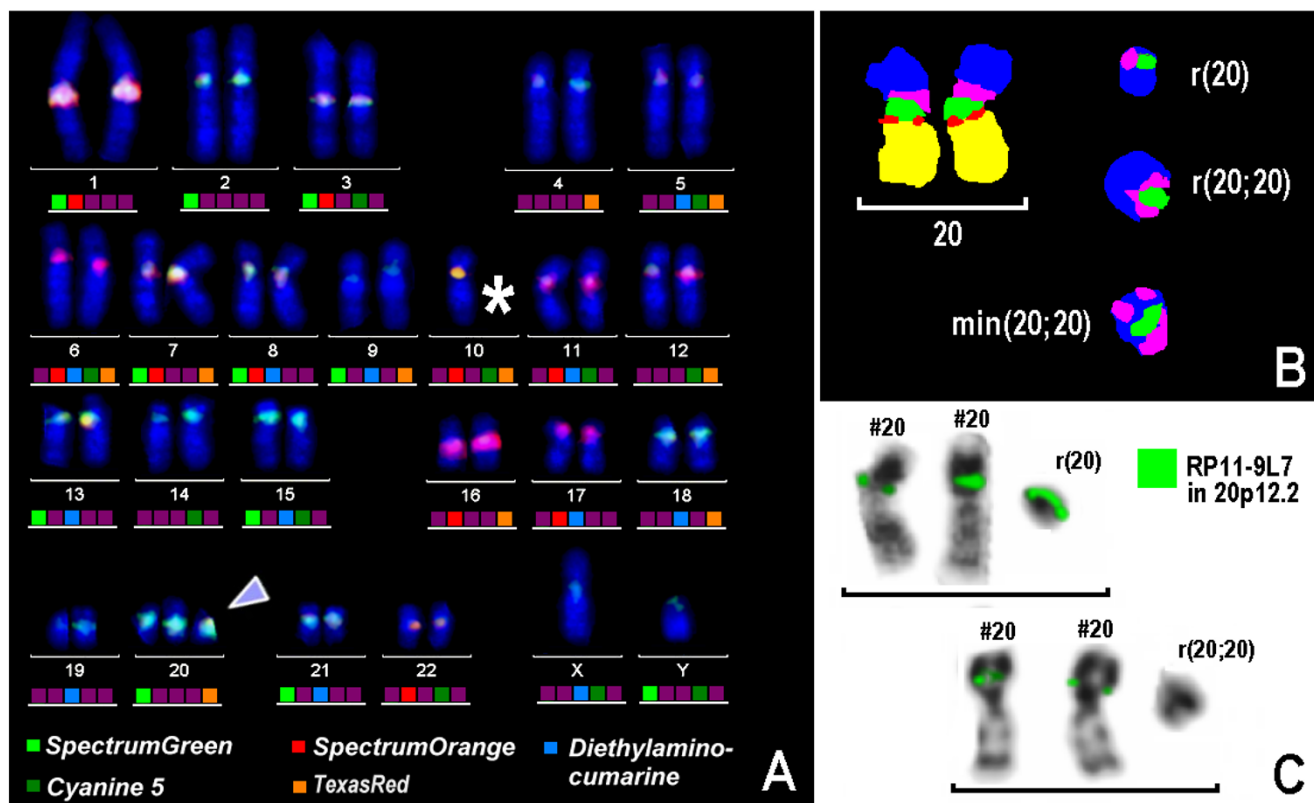 1 2 3 4 5
6 7 8 9 10 * 11 12
13 14 15 16 17 18
19 20 21 22 X Y
SpectrumGreen SpectrumOrange Diethylamino-
cumarine
Cyanine 5 TexasRed
A
r(20)
r(20;20)
20
min(20;20)
B
#20 #20 r(20)
RP11-9L7
in 20p12.2
#20 #20 r(20;20)
C